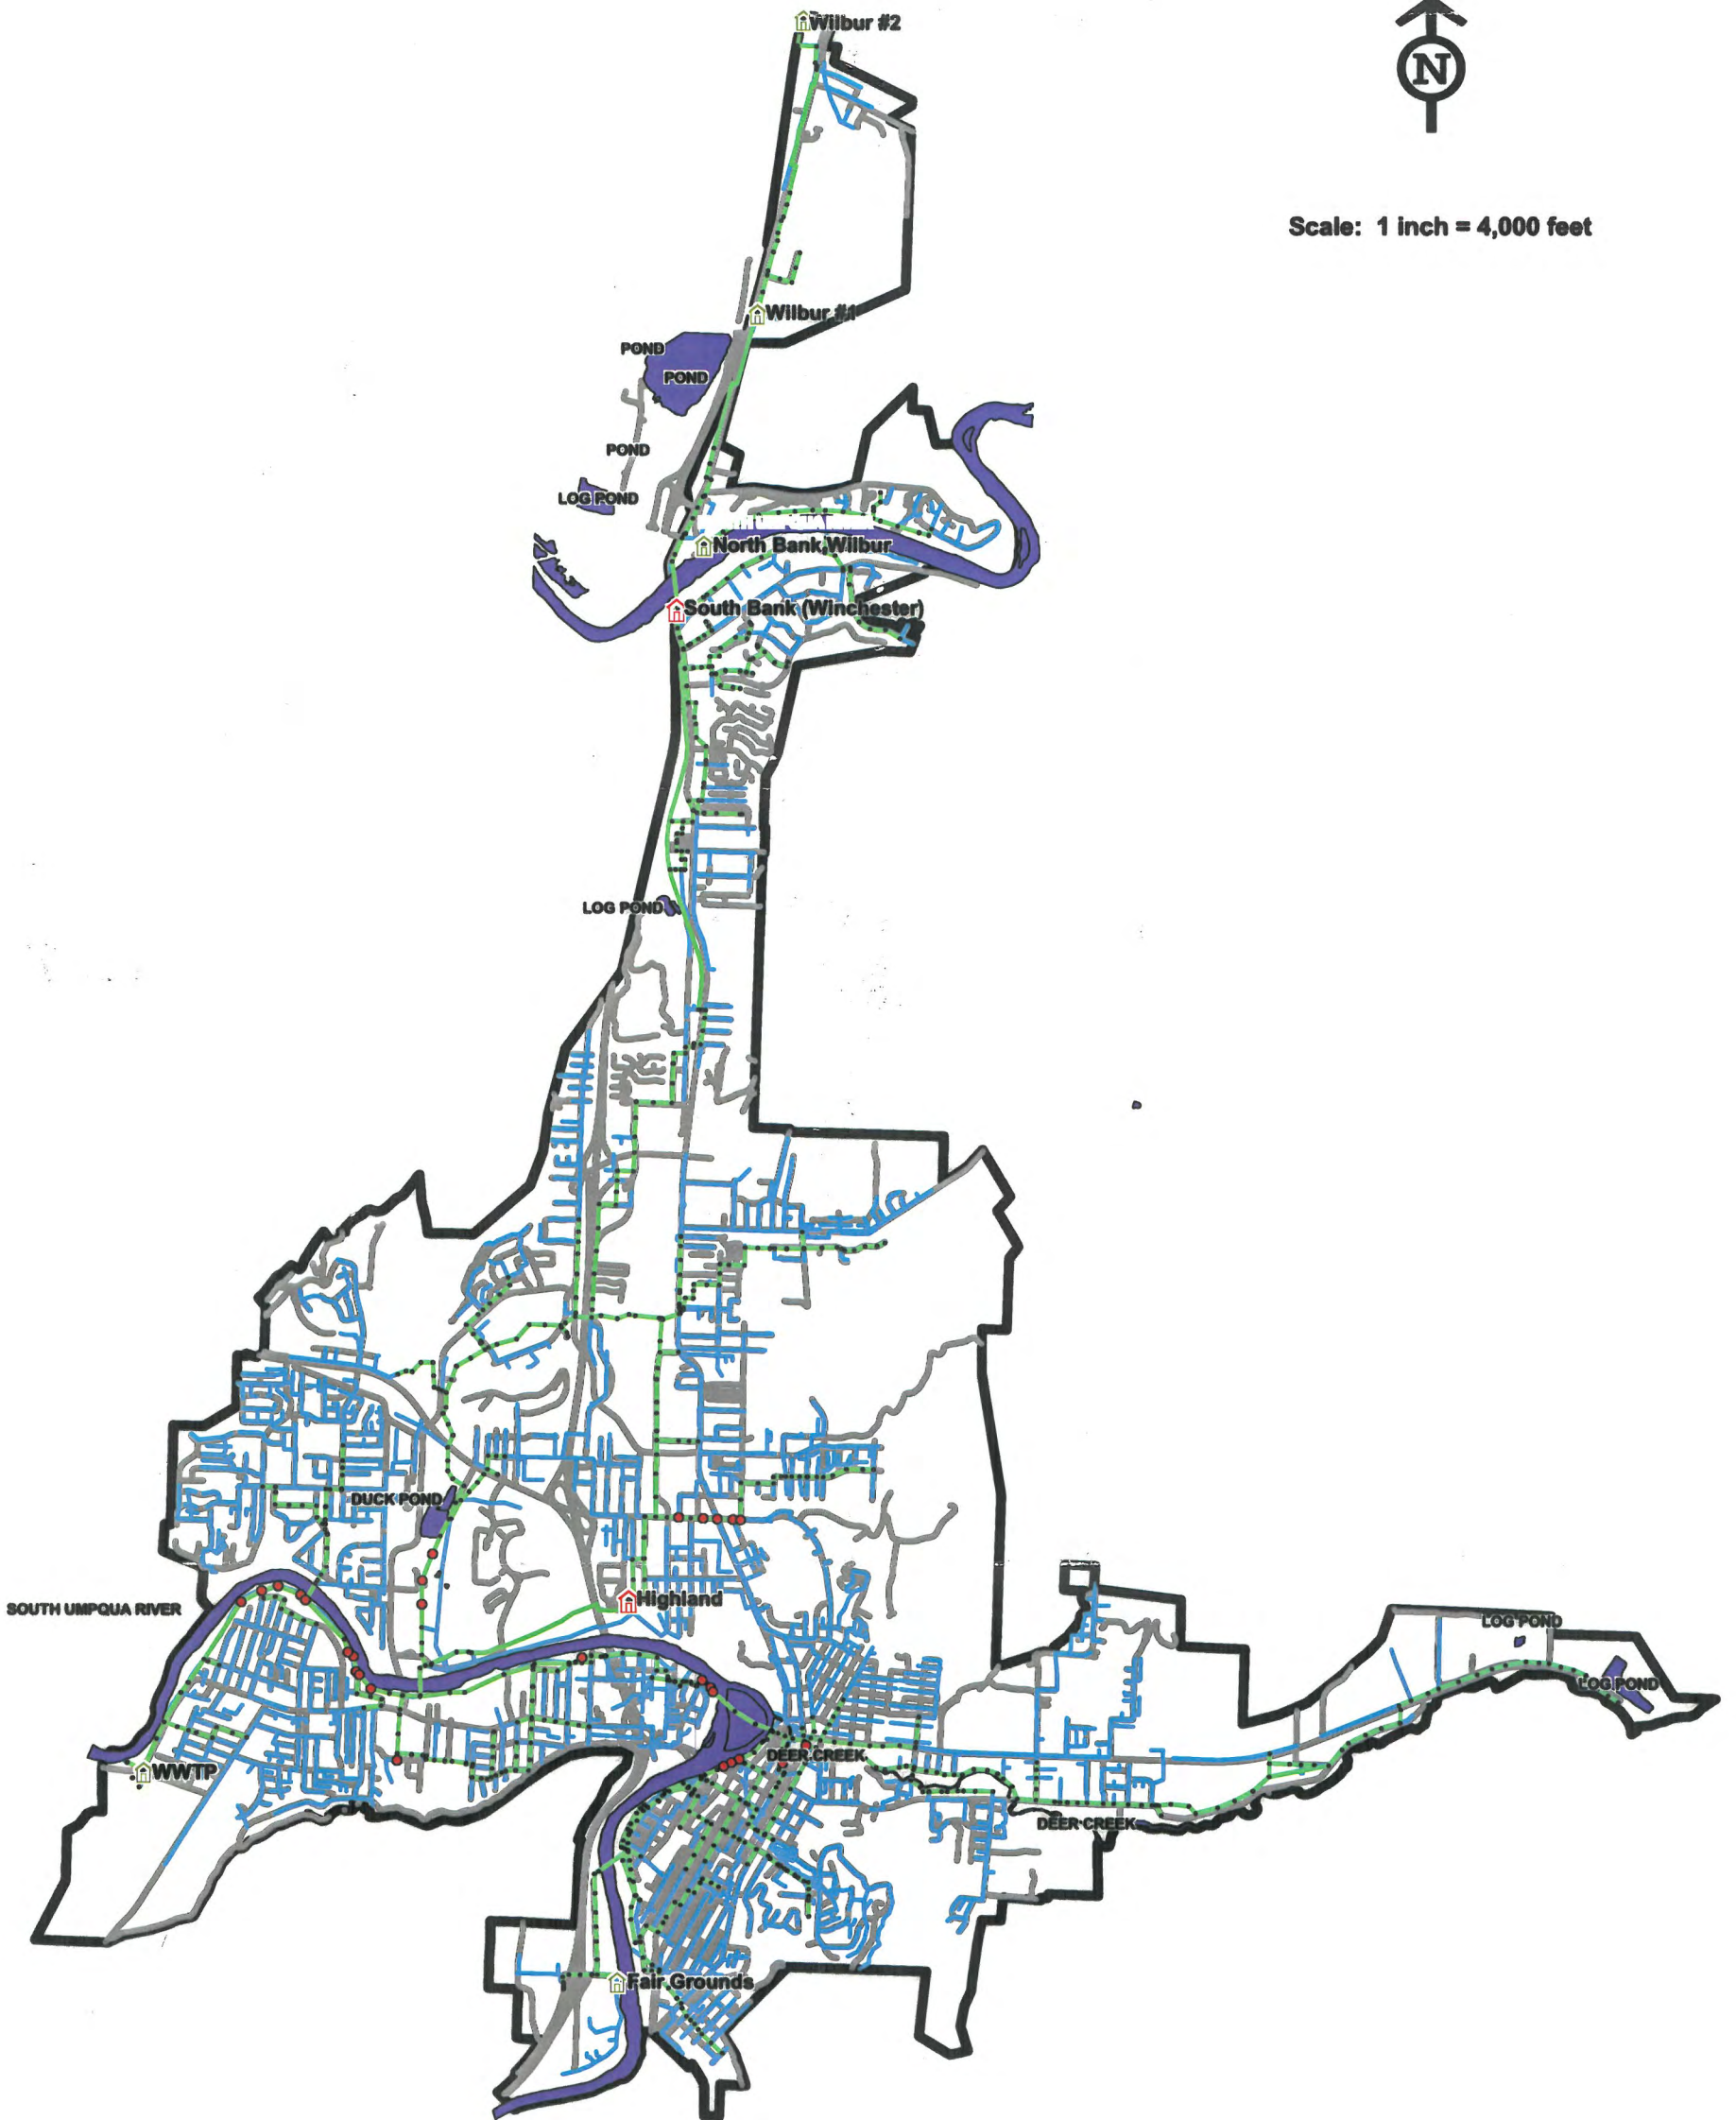 Wilbur #2
N
Scale: 1 inch = 4,000 feet
Wilbur #1
POND
POND
POND
LOG POND
North Bank Wilbur
South Bank (Winchester)
LOG POND
DUCK POND
Highland
SOUTH UMPQUA RIVER
LOG POND
LOG POND
DEER CREEK
WWTP
DEER CREEK
Fair Grounds